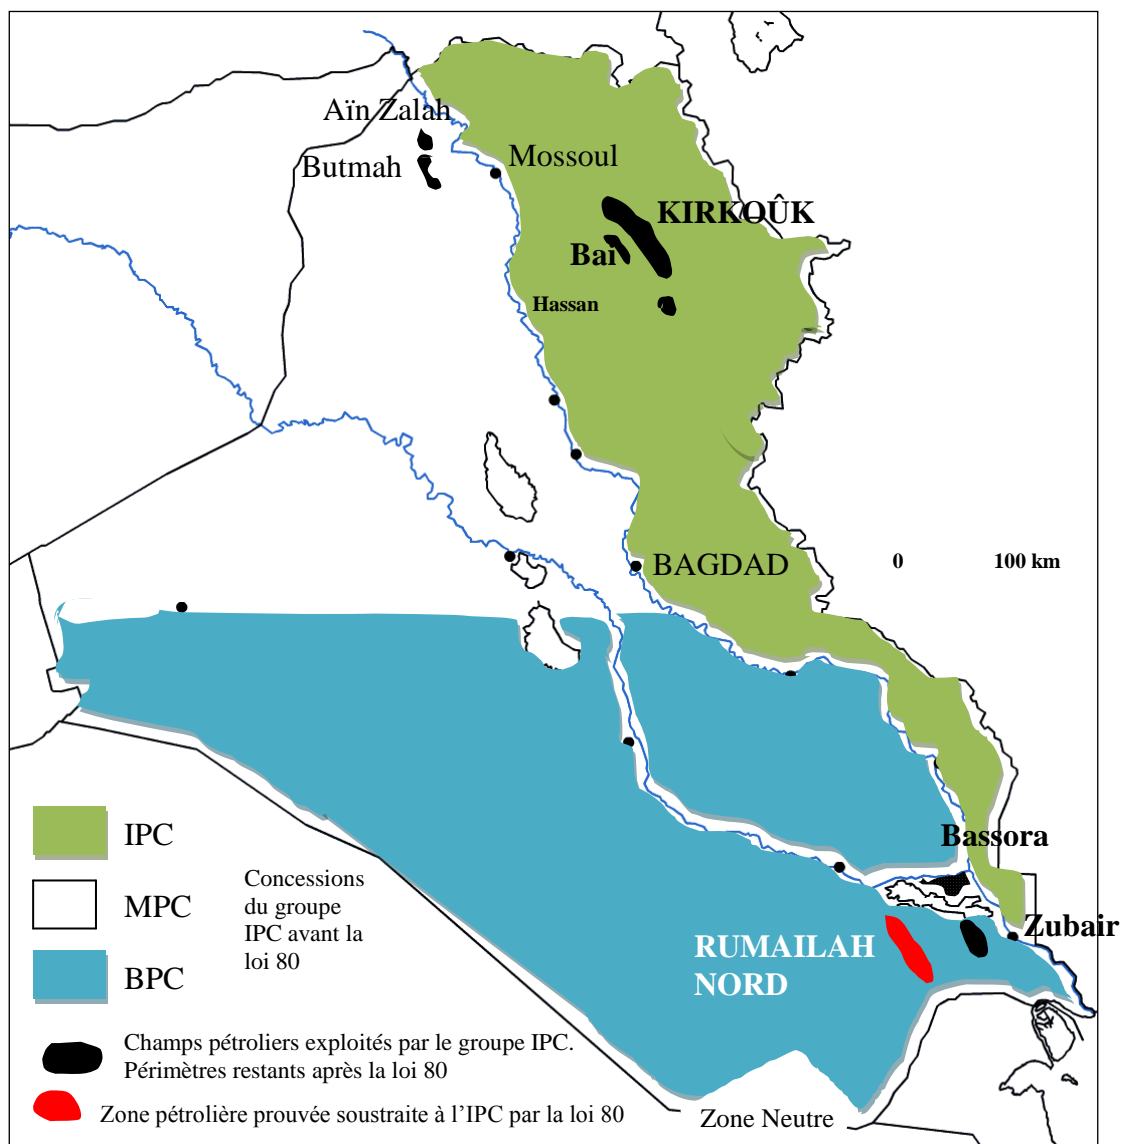 Aïn Zalah
Butmah
Mossoul
KIRKOÛK
Bai
Hassan
BAGDAD
0 100 km
Bassora
Zubair
RUMAILAH
NORD
IPC
MPC
BPC
Concessions
du groupe
IPC avant la
loi 80
Champs pétroliers exploités par le groupe IPC.
Périmètres restants après la loi 80
Zone pétrolière prouvée soustraite à l’IPC par la loi 80
Zone Neutre